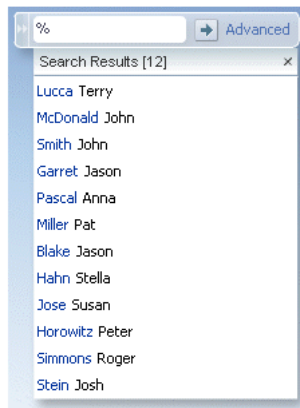 % Advanced
Search Results [12] ×
Lucca Terry
McDonald John
Smith John
Garret Jason
Pascal Anna
Miller Pat
Blake Jason
Hahn Stella
Jose Susan
Horowitz Peter
Simmons Roger
Stein Josh